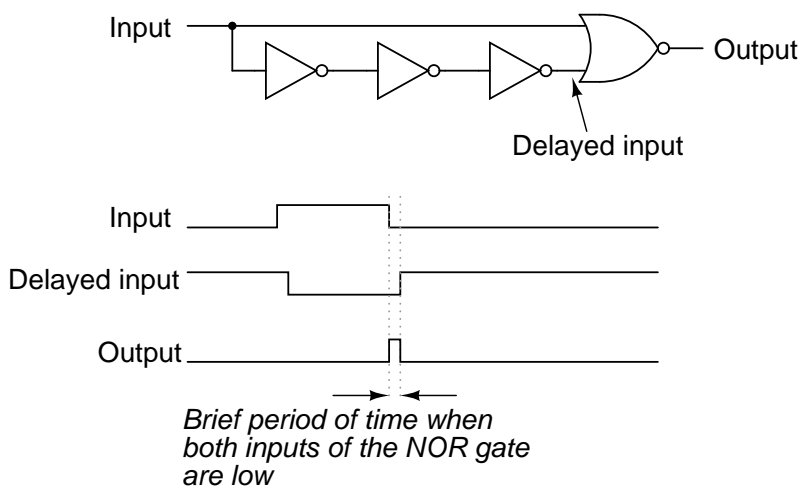 Input
Output
Delayed input
Input
Delayed input
Output
Brief period of time when
both inputs of the NOR gate
are low